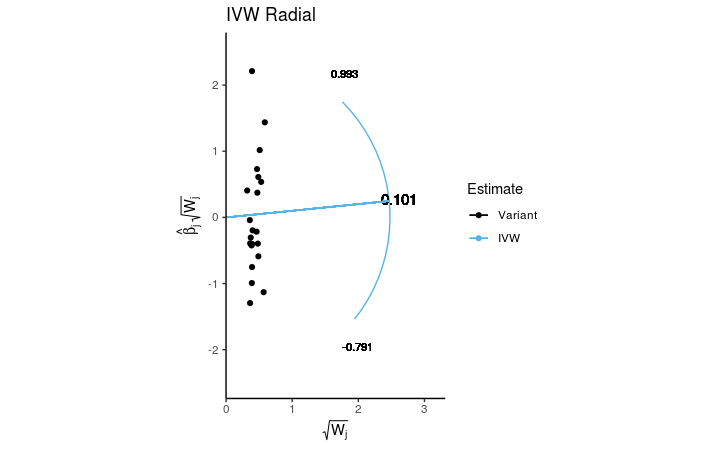 IVW Radial
0.993
2
1
0.101
0
-1
-0.791
-2
β̂j√Wj
0 1 2 3
√Wj
Estimate
Variant
IVW